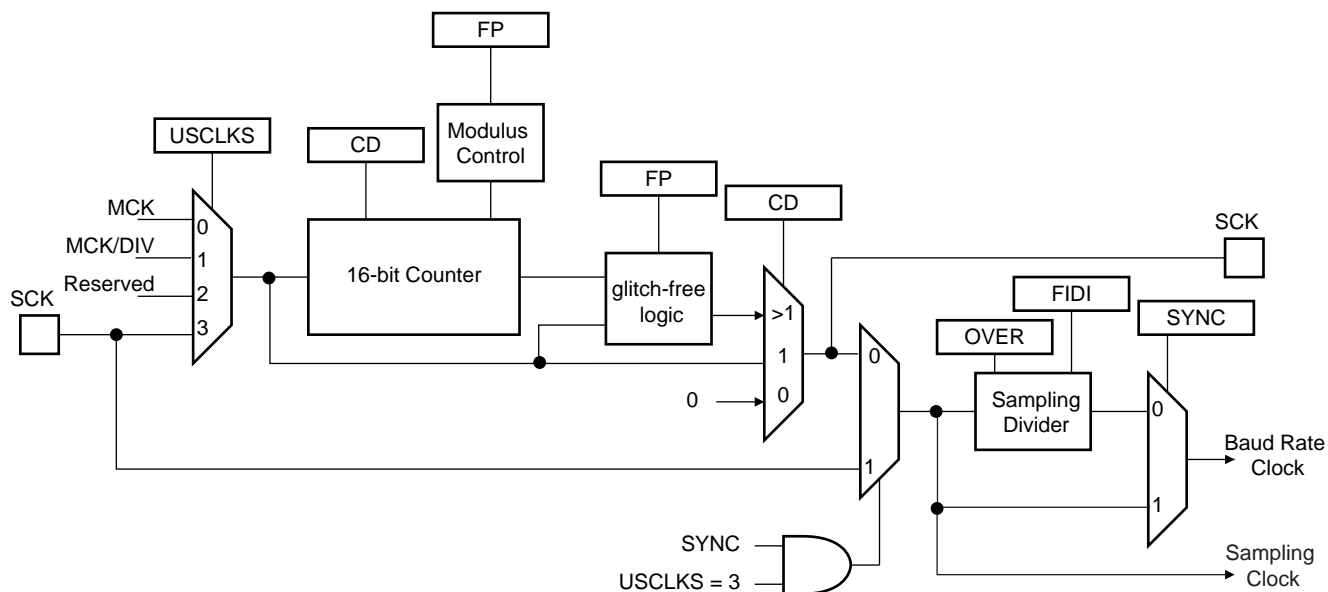 FP
USCLKS
CD
Modulus
Control
FP
CD
SCK
MCK
0
MCK/DIV
1
Reserved
2
SCK
3
16-bit Counter
glitch-free
logic
>1
1
0
0
FIDI
OVER
SYNC
0
1
Sampling
Divider
0
1
Baud Rate
Clock
SYNC
USCLKS = 3
Sampling
Clock